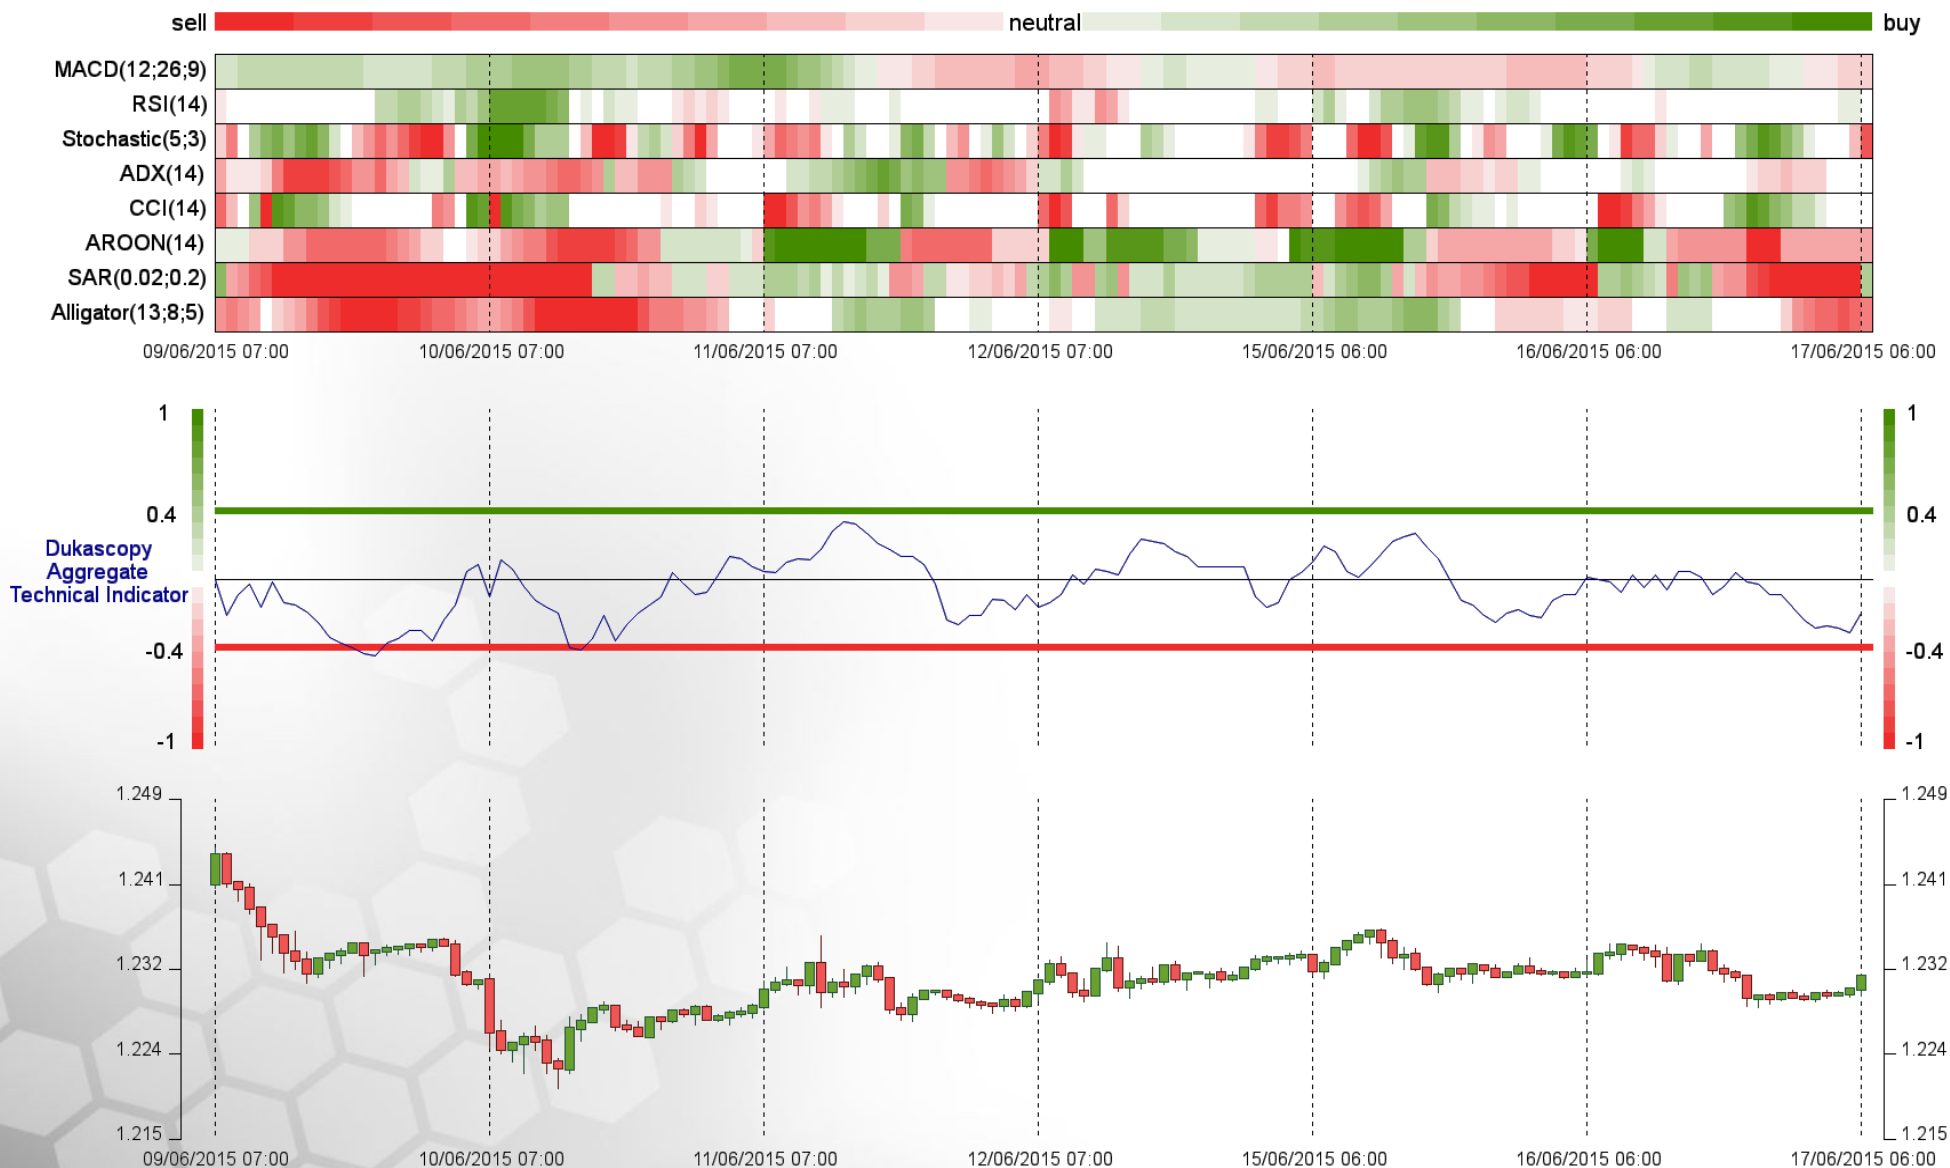 sell neutral buy
MACD(12;26;9)
RSI(14)
Stochastic(5;3)
ADX(14)
CCI(14)
AROON(14)
SAR(0.02;0.2)
Alligator(13;8;5)
09/06/2015 07:00 10/06/2015 07:00 11/06/2015 07:00 12/06/2015 07:00 15/06/2015 06:00 16/06/2015 06:00 17/06/2015 06:00
1 1
0.4 0.4
Dukascopy
Aggregate
Technical Indicator
-0.4 -0.4
-1 -1
1.249 1.249
1.241 1.241
1.232 1.232
1.224 1.224
1.215 1.215
09/06/2015 07:00 10/06/2015 07:00 11/06/2015 07:00 12/06/2015 07:00 15/06/2015 06:00 16/06/2015 06:00 17/06/2015 06:00